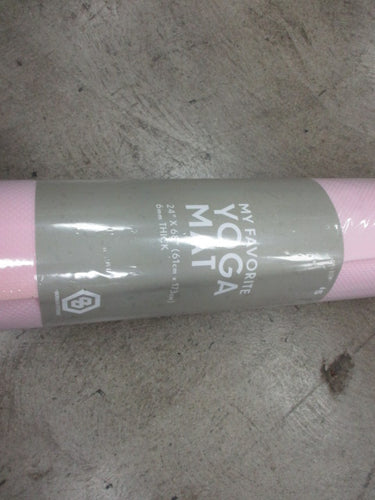 MY FAVORITE
YOGA
MAT
24" X 68" (61cm x 173cm)
6mm THICK